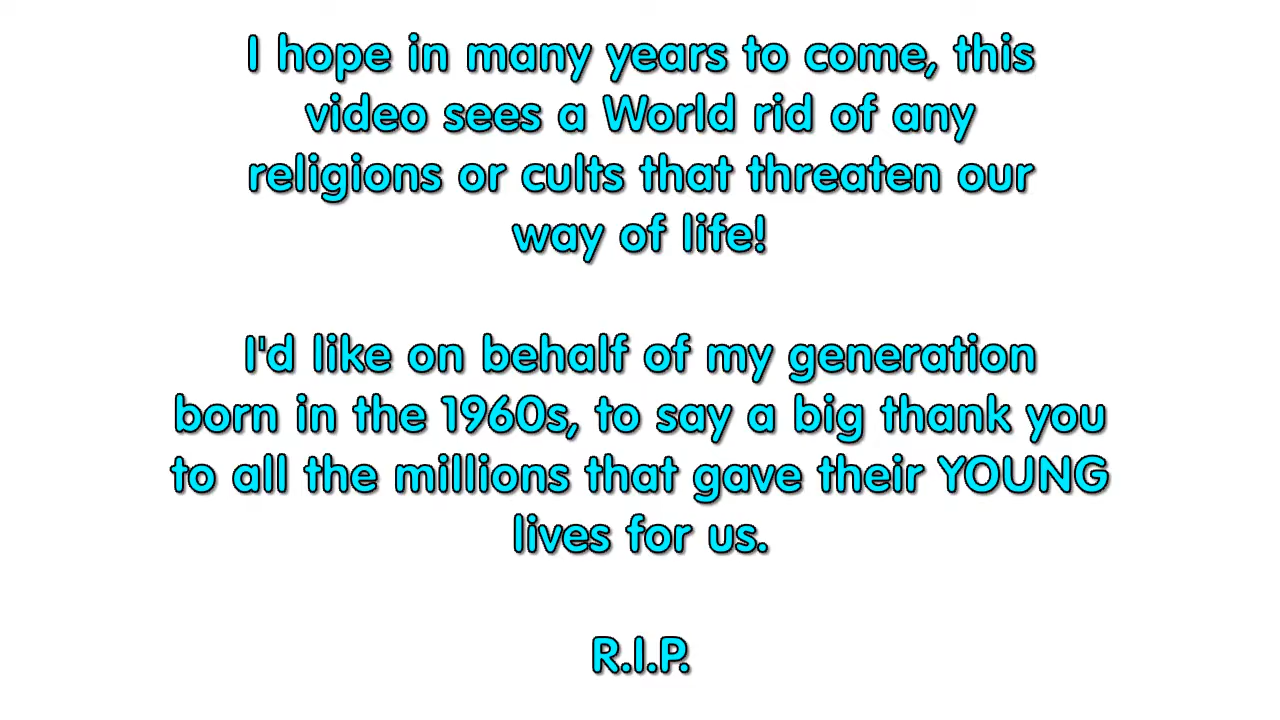 I hope in many years to come, this
video sees a World rid of any
religions or cults that threaten our
way of life!
I'd like on behalf of my generation
born in the 1960s, to say a big thank you
to all the millions that gave their YOUNG
lives for us.
R.I.P.